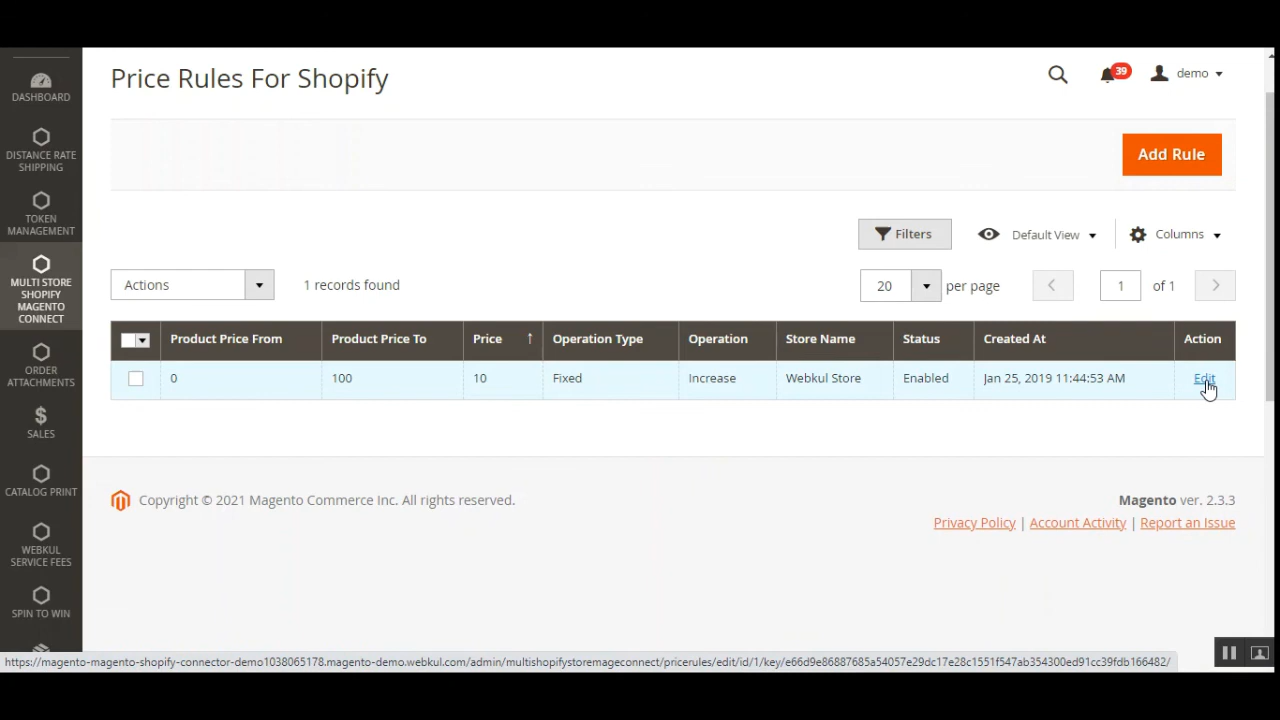 Price Rules For Shopify
39
demo
DASHBOARD
DISTANCE RATE
SHIPPING
TOKEN
MANAGEMENT
MULTI STORE
SHOPIFY
MAGENTO
CONNECT
ORDER
ATTACHMENTS
SALES
CATALOG PRINT
WEBKUL
SERVICE FEES
SPIN TO WIN
Add Rule
Filters
Default View
Columns
Actions
1 records found
20 per page
1 of 1
Product Price From Product Price To Price ↑ Operation Type Operation Store Name Status Created At Action
0 100 10 Fixed Increase Webkul Store Enabled Jan 25, 2019 11:44:53 AM Edit
Copyright © 2021 Magento Commerce Inc. All rights reserved.
Magento ver. 2.3.3
Privacy Policy | Account Activity | Report an Issue
https://magento-magento-shopify-connector-demo1038065178.magento-demo.webkul.com/admin/multishopifystoremageconnect/pricerules/edit/id/1/key/e66d9e86887685a54057e29dc17e28c1551f547ab354300ed91cc39fdb166482/